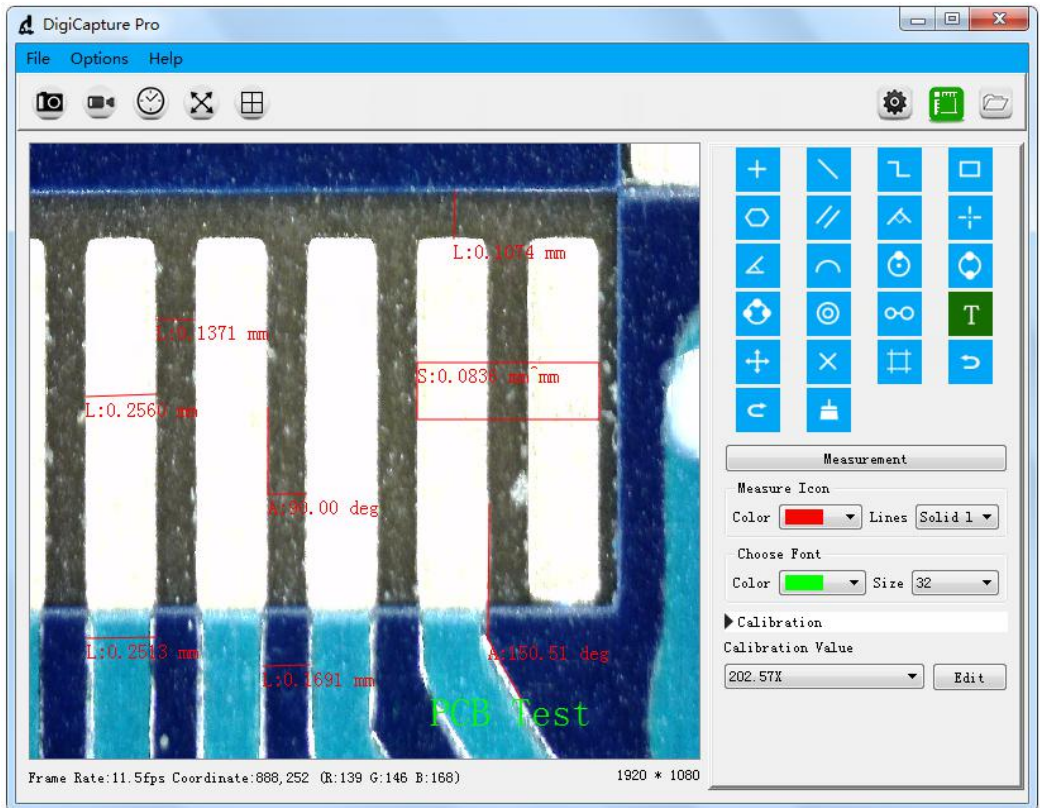 DigiCapture Pro
File Options Help
L:0.1074 mm
L:0.1371 mm
S:0.0836 mm^mm
L:0.2560 mm
A:90.00 deg
L:0.2513 mm
A:150.51 deg
L:0.1691 mm
PCB Test
T
Measurement
Measure Icon
Color Lines Solid l
Choose Font
Color Size 32
Calibration
Calibration Value
202.57X Edit
Frame Rate:11.5fps Coordinate:888,252 (R:139 G:146 B:168) 1920 * 1080